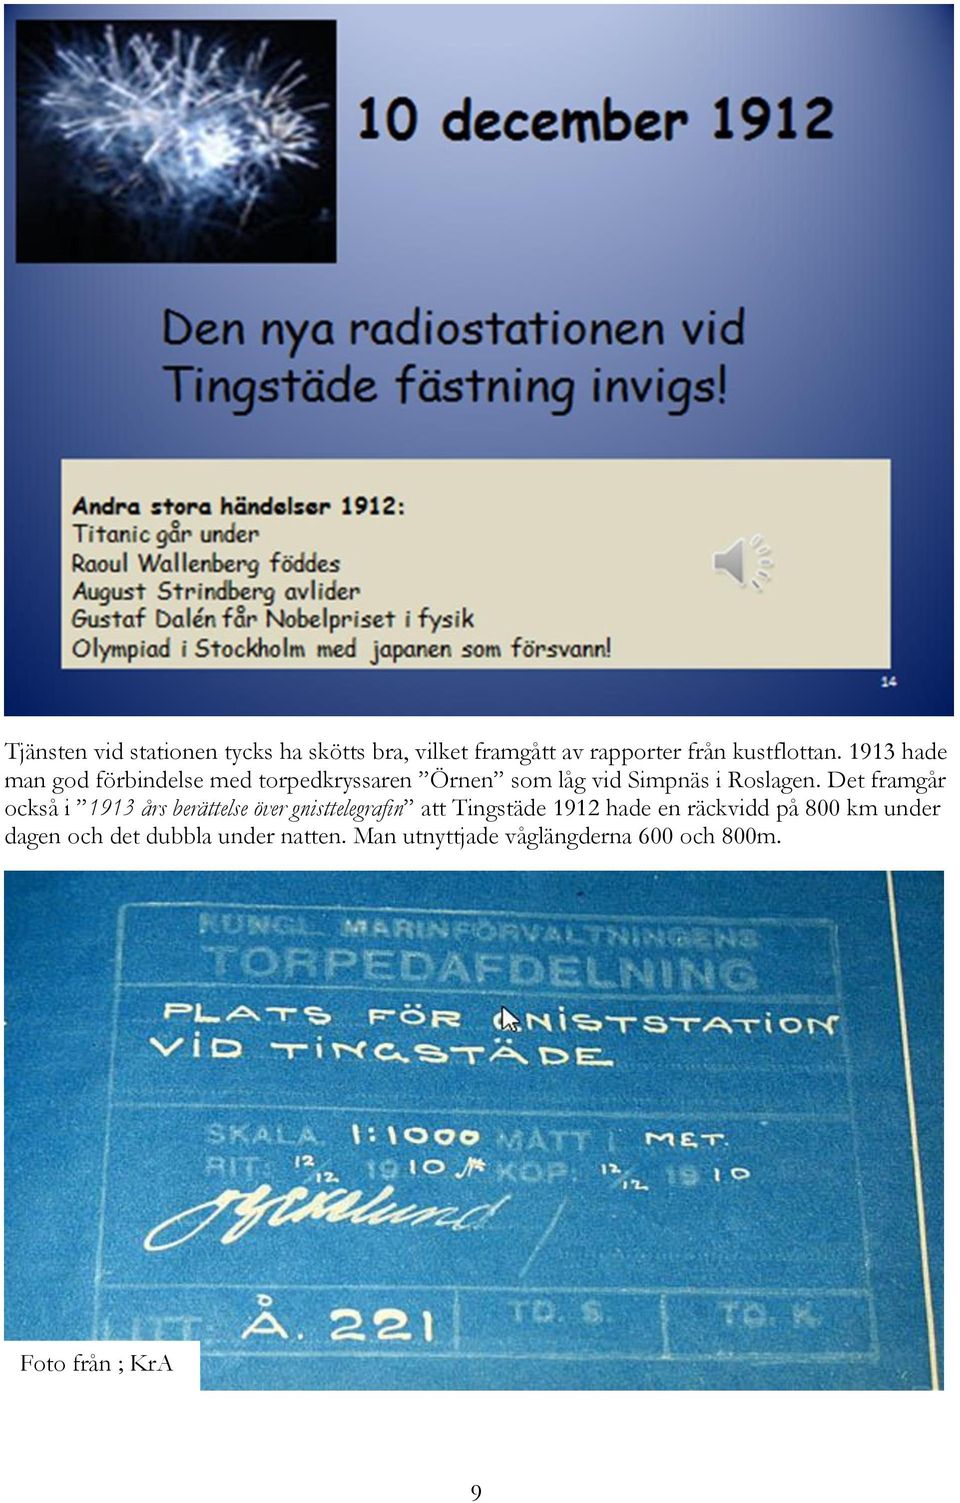 10 december 1912
Den nya radiostationen vid
Tingstäde fästning invigs!
Andra stora händelser 1912:
Titanic går under
Raoul Wallenberg föddes
August Strindberg avlider
Gustaf Dalén får Nobelpriset i fysik
Olympiad i Stockholm med japanen som försvann!
14
Tjänsten vid stationen tycks ha skötts bra, vilket framgått av rapporter från kustflottan. 1913 hade
man god förbindelse med torpedkryssaren ”Örnen” som låg vid Simpnäs i Roslagen. Det framgår
också i ”1913 års berättelse över gnisttelegrafin” att Tingstäde 1912 hade en räckvidd på 800 km under
dagen och det dubbla under natten. Man utnyttjade våglängderna 600 och 800m.
KUNGL. MARINFÖRVALTNINGENS
TORPEDAFDELNING
PLATS FÖR GNISTSTATION
VID TINGSTÄDE
SKALA 1:1000 MÅTT I MET.
RIT: 12/12 1910 KOP: 12/12 1910
LITT: Å. 221 TD. S. TO. K.
Foto från ; KrA
9